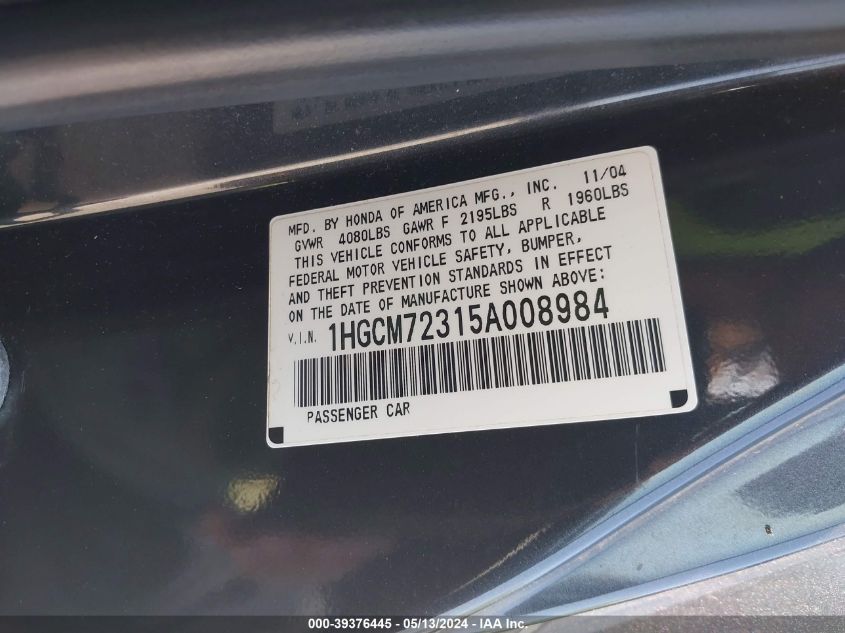 MFD. BY HONDA OF AMERICA MFG., INC. 11/04
GVWR 4080LBS GAWR F 2195LBS R 1960LBS
THIS VEHICLE CONFORMS TO ALL APPLICABLE
FEDERAL MOTOR VEHICLE SAFETY, BUMPER,
AND THEFT PREVENTION STANDARDS IN EFFECT
ON THE DATE OF MANUFACTURE SHOWN ABOVE:
V.I.N. 1HGCM72315A008984
PASSENGER CAR
000-39376445 - 05/13/2024 - IAA Inc.